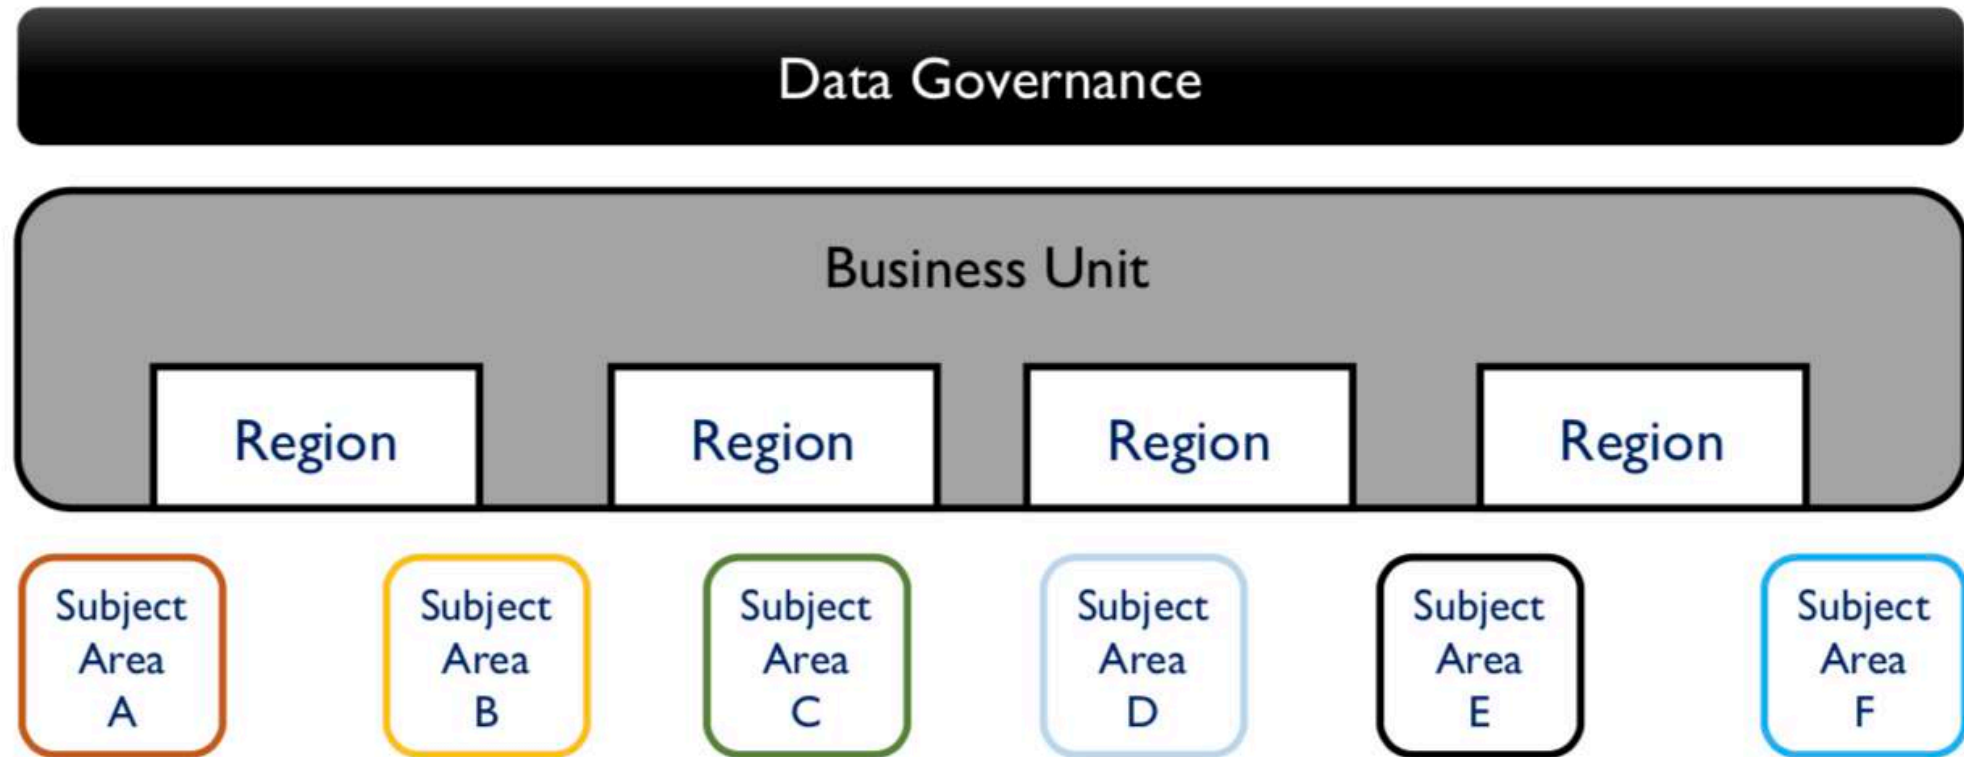 Data Governance
Business Unit
Region Region Region Region
Subject Area A
Subject Area B
Subject Area C
Subject Area D
Subject Area E
Subject Area F